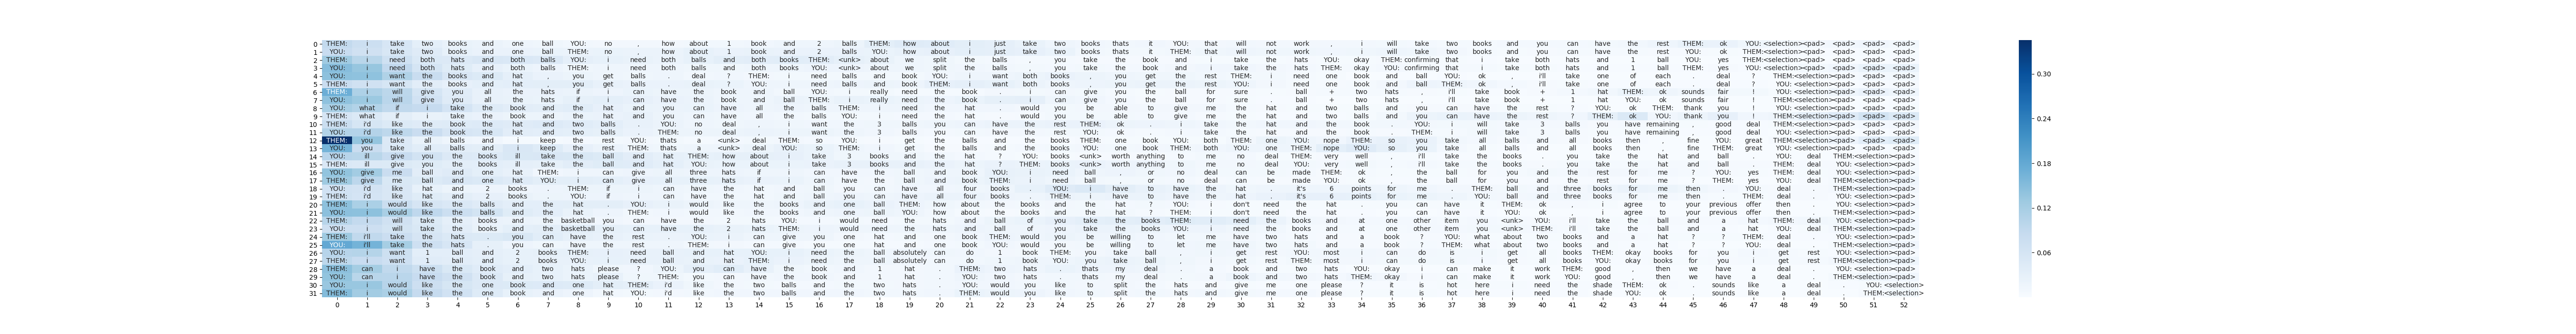 0 THEM: i take two books and one ball YOU: no , how about 1 book and 2 balls THEM: how about i just take two books thats it YOU: that will not work , i will take two books and you can have the rest THEM: ok YOU: <selection> <pad> <pad> <pad> <pad>
1 YOU: i take two books and one ball THEM: no , how about 1 book and 2 balls YOU: how about i just take two books thats it THEM: that will not work , i will take two books and you can have the rest YOU: ok THEM: <selection> <pad> <pad> <pad> <pad>
2 THEM: i need both hats and both balls YOU: i need both balls and both books THEM: <unk> about we split the balls , you take the book and i take the hats YOU: okay THEM: confirming that i take both hats and 1 ball YOU: yes THEM: <selection> <pad> <pad> <pad> <pad>
3 YOU: i need both hats and both balls THEM: i need both balls and both books YOU: <unk> about we split the balls , you take the book and i take the hats THEM: okay YOU: confirming that i take both hats and 1 ball THEM: yes YOU: <selection> <pad> <pad> <pad> <pad>
4 YOU: i want the books and hat , you get balls . deal ? THEM: i need balls and book YOU: i want both books , you get the rest THEM: i need one book and ball YOU: ok , i'll take one of each . deal ? THEM: <selection> <pad> <pad> <pad>
5 THEM: i want the books and hat , you get balls . deal ? YOU: i need balls and book THEM: i want both books , you get the rest YOU: i need one book and ball THEM: ok , i'll take one of each . deal ? YOU: <selection> <pad> <pad> <pad>
6 THEM: i will give you all the hats if i can have the book and ball YOU: i really need the book . i can give you the ball for sure . ball + two hats , i'll take book + 1 hat THEM: ok sounds fair ! YOU: <selection> <pad> <pad> <pad>
7 YOU: i will give you all the hats if i can have the book and ball THEM: i really need the book . i can give you the ball for sure . ball + two hats , i'll take book + 1 hat YOU: ok sounds fair ! THEM: <selection> <pad> <pad> <pad>
8 YOU: what if i take the book and the hat and you can have all the balls THEM: i need the hat . would you be able to give me the hat and two balls and you can have the rest ? YOU: ok THEM: thank you ! YOU: <selection> <pad> <pad> <pad>
9 THEM: what if i take the book and the hat and you can have all the balls YOU: i need the hat . would you be able to give me the hat and two balls and you can have the rest ? THEM: ok YOU: thank you ! THEM: <selection> <pad> <pad> <pad>
10 THEM: i'd like the book the hat and two balls . YOU: no deal , i want the 3 balls you can have the rest THEM: ok . i take the hat and the book . YOU: i will take 3 balls you have remaining , good deal THEM: <selection> <pad> <pad> <pad>
11 YOU: i'd like the book the hat and two balls . THEM: no deal , i want the 3 balls you can have the rest YOU: ok . i take the hat and the book . THEM: i will take 3 balls you have remaining , good deal YOU: <selection> <pad> <pad> <pad>
12 THEM: you take all balls and i keep the rest YOU: thats a <unk> deal THEM: so YOU: i get the balls and the books THEM: one book YOU: both THEM: one YOU: nope THEM: so you take all balls and all books then , fine YOU: great THEM: <selection> <pad> <pad> <pad>
13 YOU: you take all balls and i keep the rest THEM: thats a <unk> deal YOU: so THEM: i get the balls and the books YOU: one book THEM: both YOU: one THEM: nope YOU: so you take all balls and all books then , fine THEM: great YOU: <selection> <pad> <pad> <pad>
14 YOU: ill give you the books ill take the ball and hat THEM: how about i take 3 books and the hat ? YOU: books <unk> worth anything to me no deal THEM: very well , i'll take the books . you take the hat and ball . YOU: deal THEM: <selection> <pad>
15 THEM: ill give you the books ill take the ball and hat YOU: how about i take 3 books and the hat ? THEM: books <unk> worth anything to me no deal YOU: very well , i'll take the books . you take the hat and ball . THEM: deal YOU: <selection> <pad>
16 YOU: give me ball and one hat THEM: i can give all three hats if i can have the ball and book YOU: i need ball , or no deal can be made THEM: ok , the ball for you and the rest for me ? YOU: yes THEM: deal YOU: <selection> <pad>
17 THEM: give me ball and one hat YOU: i can give all three hats if i can have the ball and book THEM: i need ball , or no deal can be made YOU: ok , the ball for you and the rest for me ? THEM: yes YOU: deal THEM: <selection> <pad>
18 YOU: i'd like hat and 2 books . THEM: if i can have the hat and ball you can have all four books . YOU: i have to have the hat . it's 6 points for me . THEM: ball and three books for me then . YOU: deal . THEM: <selection> <pad>
19 THEM: i'd like hat and 2 books . YOU: if i can have the hat and ball you can have all four books . THEM: i have to have the hat . it's 6 points for me . YOU: ball and three books for me then . THEM: deal . YOU: <selection> <pad>
20 THEM: i would like the balls and the hat . YOU: i would like the books and one ball THEM: how about the books and the hat ? YOU: i don't need the hat . you can have it THEM: ok , i agree to your previous offer then . YOU: <selection> <pad>
21 YOU: i would like the balls and the hat . THEM: i would like the books and one ball YOU: how about the books and the hat ? THEM: i don't need the hat . you can have it YOU: ok , i agree to your previous offer then . THEM: <selection> <pad>
22 THEM: i will take the books and the basketball you can have the 2 hats YOU: i would need the hats and ball of you take the books THEM: i need the books and at one other item you <unk> YOU: i'll take the ball and a hat THEM: deal YOU: <selection> <pad>
23 YOU: i will take the books and the basketball you can have the 2 hats THEM: i would need the hats and ball of you take the books YOU: i need the books and at one other item you <unk> THEM: i'll take the ball and a hat YOU: deal THEM: <selection> <pad>
24 THEM: i'll take the hats . you can have the rest . YOU: i can give you one hat and one book THEM: would you be willing to let me have two hats and a book ? YOU: what about two books and a hat ? THEM: deal . YOU: <selection> <pad>
25 YOU: i'll take the hats . you can have the rest . THEM: i can give you one hat and one book YOU: would you be willing to let me have two hats and a book ? THEM: what about two books and a hat ? YOU: deal . THEM: <selection> <pad>
26 YOU: i want 1 ball and 2 books THEM: i need ball and hat YOU: i need the ball absolutely can do 1 book THEM: you take ball , i get rest YOU: most i can do is i get all books THEM: okay books for you i get rest YOU: <selection> <pad>
27 THEM: i want 1 ball and 2 books YOU: i need ball and hat THEM: i need the ball absolutely can do 1 book YOU: you take ball , i get rest THEM: most i can do is i get all books YOU: okay books for you i get rest THEM: <selection> <pad>
28 THEM: can i have the book and two hats please ? YOU: you can have the book and 1 hat . THEM: two hats . thats my deal . a book and two hats YOU: okay i can make it work THEM: good , then we have a deal . YOU: <selection> <pad>
29 YOU: can i have the book and two hats please ? THEM: you can have the book and 1 hat . YOU: two hats . thats my deal . a book and two hats THEM: okay i can make it work YOU: good , then we have a deal . THEM: <selection> <pad>
30 YOU: i would like the one book and one hat THEM: i'd like the two balls and the two hats . YOU: would you like to split the hats and give me one please ? it is hot here i need the shade THEM: ok . sounds like a deal . YOU: <selection>
31 THEM: i would like the one book and one hat YOU: i'd like the two balls and the two hats . THEM: would you like to split the hats and give me one please ? it is hot here i need the shade YOU: ok . sounds like a deal . THEM: <selection>
0 1 2 3 4 5 6 7 8 9 10 11 12 13 14 15 16 17 18 19 20 21 22 23 24 25 26 27 28 29 30 31 32 33 34 35 36 37 38 39 40 41 42 43 44 45 46 47 48 49 50 51 52
0.30
0.24
0.18
0.12
0.06